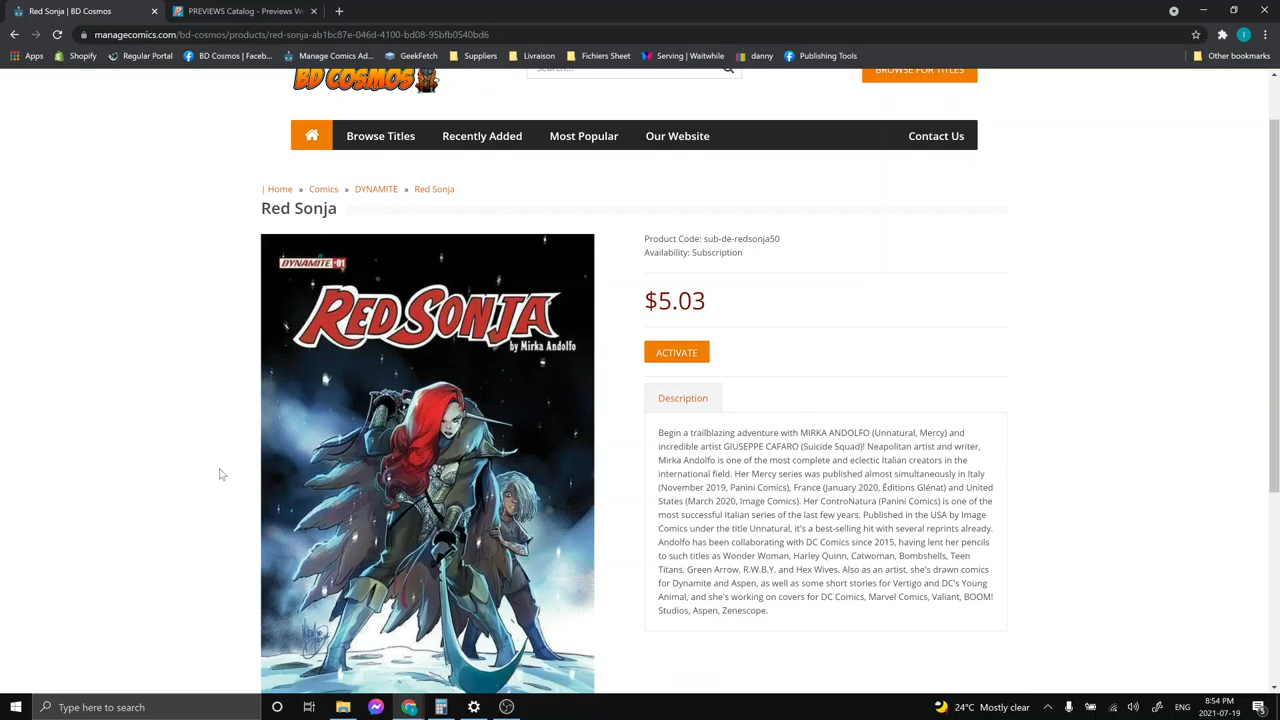 Red Sonja | BD Cosmos
PREVIEWS Catalog – Previews Wo
managecomics.com/bd-cosmos/products/red-sonja-ab1bc87e-046d-4100-bd08-95bfb0540bd6
Apps
Fichiers
Suppliers
Regular Portal
BD Cosmos | Faceb...
Manage Comics Ad...
GeekFetch
Suppliers
Livraison
Fichiers Sheet
Serving | Waitwhile
danny
Publishing Tools
Other bookmarks
BD COSMOS
Search...
BROWSE FOR TITLES
Browse Titles
Recently Added
Most Popular
Our Website
Contact Us
| Home » Comics » DYNAMITE » Red Sonja
Red Sonja
DYNAMITE #01
RED SONJA
by Mirka Andolfo
Product Code: sub-de-redsonja50
Availability: Subscription
$5.03
ACTIVATE
Description
Begin a trailblazing adventure with MIRKA ANDOLFO (Unnatural, Mercy) and
incredible artist GIUSEPPE CAFARO (Suicide Squad)! Neapolitan artist and writer,
Mirka Andolfo is one of the most complete and eclectic Italian creators in the
international field. Her Mercy series was published almost simultaneously in Italy
(November 2019, Panini Comics), France (January 2020, Éditions Glénat) and United
States (March 2020, Image Comics). Her ControNatura (Panini Comics) is one of the
most successful Italian series of the last few years. Published in the USA by Image
Comics under the title Unnatural, it's a best-selling hit with several reprints already.
Andolfo has been collaborating with DC Comics since 2015, having lent her pencils
to such titles as Wonder Woman, Harley Quinn, Catwoman, Bombshells, Teen
Titans, Green Arrow, R.W.B.Y. and Hex Wives. Also as an artist, she's drawn comics
for Dynamite and Aspen, as well as some short stories for Vertigo and DC's Young
Animal, and she's working on covers for DC Comics, Marvel Comics, Valiant, BOOM!
Studios, Aspen, Zenescope.
Type here to search
24°C Mostly clear
ENG
8:54 PM
2021-07-19